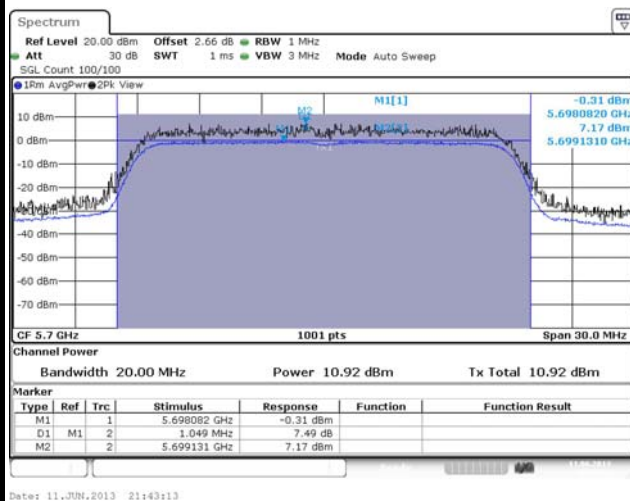 Spectrum
Ref Level 20.00 dBm Offset 2.66 dB RBW 1 MHz
Att 30 dB SWT 1 ms VBW 3 MHz Mode Auto Sweep
SGL Count 100/100
1Rm AvgPwr 2Pk View
M1[1] -0.31 dBm
5.6980820 GHz
7.17 dBm
5.6991310 GHz
M2
10 dBm
0 dBm
-10 dBm
-20 dBm
-40 dBm
-50 dBm
-60 dBm
-70 dBm
CF 5.7 GHz 1001 pts Span 30.0 MHz
Channel Power
Bandwidth 20.00 MHz Power 10.92 dBm Tx Total 10.92 dBm
Marker
Type Ref Trc Stimulus Response Function Function Result
M1 1 5.698082 GHz -0.31 dBm
D1 M1 2 1.049 MHz 7.49 dB
M2 2 5.699131 GHz 7.17 dBm
Date: 11.JUN.2013 21:43:13